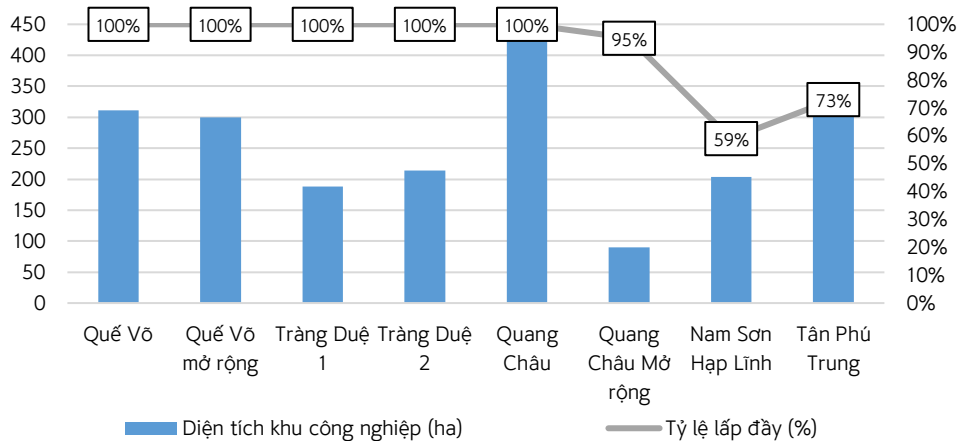 450
400
350
300
250
200
150
100
50
0
100%
90%
80%
70%
60%
50%
40%
30%
20%
10%
0%
100%
100%
100%
100%
100%
95%
59%
73%
Quế Võ
Quế Võ
mở rộng
Tràng Duệ
1
Tràng Duệ
2
Quang
Châu
Quang
Châu Mở
rộng
Nam Sơn
Hạp Lĩnh
Tân Phú
Trung
Diện tích khu công nghiệp (ha)
Tỷ lệ lấp đầy (%)